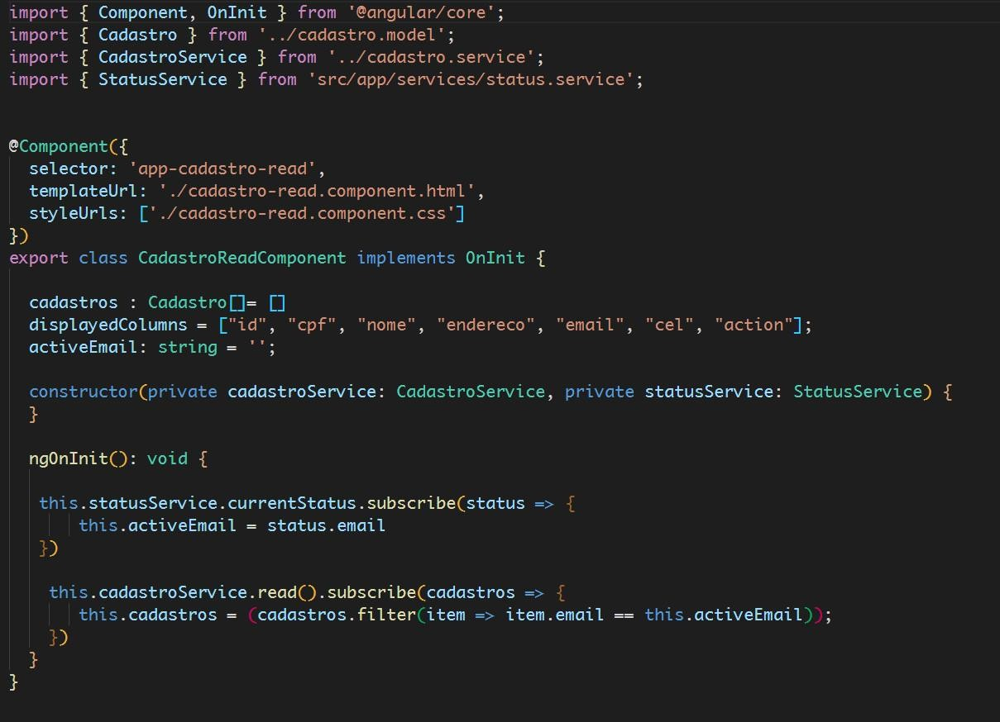 import { Component, OnInit } from '@angular/core';
import { Cadastro } from '../cadastro.model';
import { CadastroService } from '../cadastro.service';
import { StatusService } from 'src/app/services/status.service';
@Component({
selector: 'app-cadastro-read',
templateUrl: './cadastro-read.component.html',
styleUrls: ['./cadastro-read.component.css']
})
export class CadastroReadComponent implements OnInit {
cadastros : Cadastro[]= []
displayedColumns = ["id", "cpf", "nome", "endereco", "email", "cel", "action"];
activeEmail: string = '';
constructor(private cadastroService: CadastroService, private statusService: StatusService) {
}
ngOnInit(): void {
this.statusService.currentStatus.subscribe(status => {
this.activeEmail = status.email
})
this.cadastroService.read().subscribe(cadastros => {
this.cadastros = (cadastros.filter(item => item.email == this.activeEmail));
})
}
}